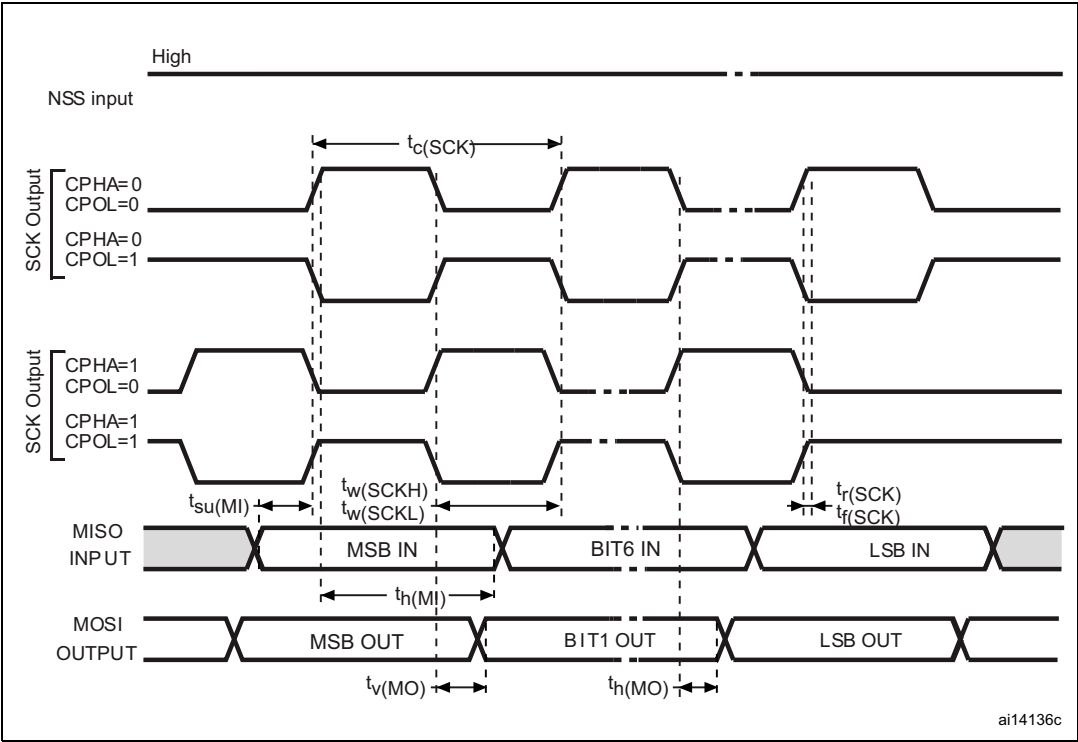 High
NSS input
tc(SCK)
SCK Output
CPHA=0
CPOL=0
CPHA=0
CPOL=1
SCK Output
CPHA=1
CPOL=0
CPHA=1
CPOL=1
tsu(MI)
tw(SCKH)
tw(SCKL)
tr(SCK)
tf(SCK)
MISO
INPUT
MSB IN
BIT6 IN
LSB IN
th(MI)
MOSI
OUTPUT
MSB OUT
BIT1 OUT
LSB OUT
tv(MO)
th(MO)
ai14136c